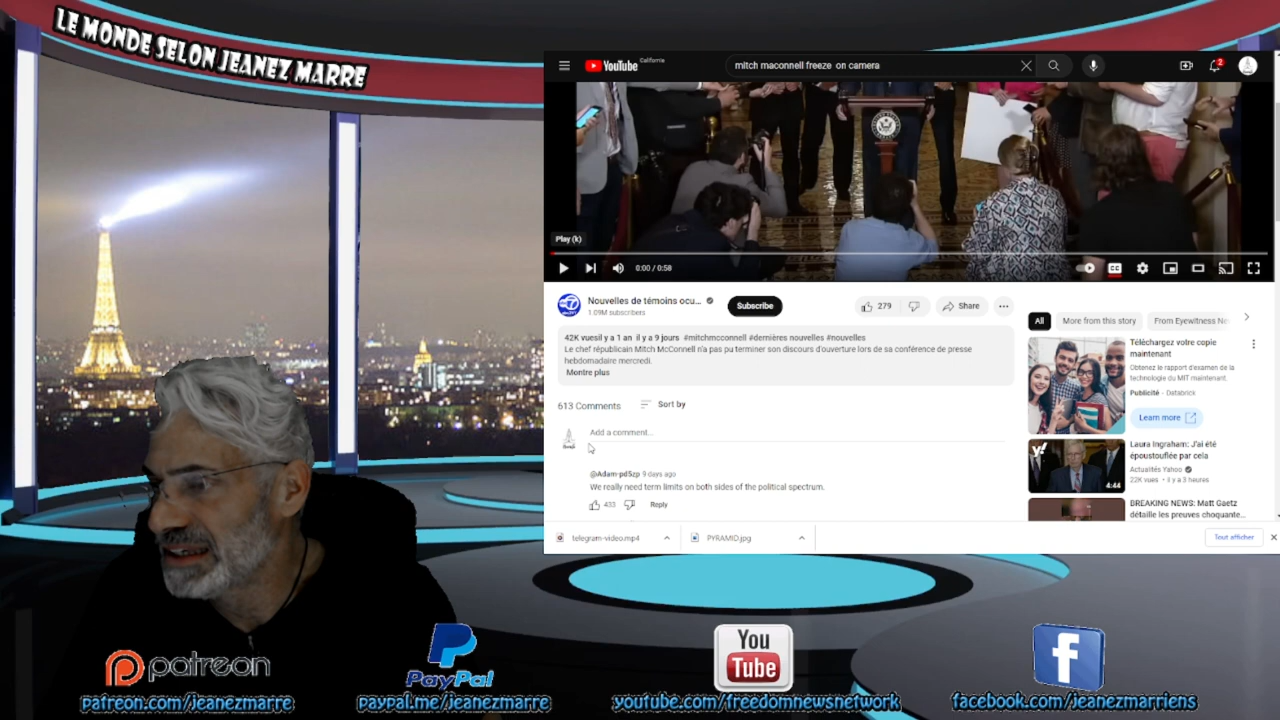 LE MONDE SELON JEANEZ MARRE
YouTube
California
mitch maconnell freeze on camera
2
Play (k)
0:00 / 0:58
CC
Nouvelles de témoins ocu...
1.09M subscribers
Subscribe
279
Share
42K vuesil y a 1 an il y a 9 jours #mitchmcconnell #dernières nouvelles #nouvelles
Le chef républicain Mitch McConnell n'a pas pu terminer son discours d'ouverture lors de sa conférence de presse
hebdomadaire mercredi.
Montre plus
613 Comments
Sort by
Add a comment...
@Adam-pd5zp 9 days ago
We really need term limits on both sides of the political spectrum.
433
Reply
All
More from this story
From Eyewitness Ne
Téléchargez votre copie
maintenant
Obtenez le rapport d'examen de la
technologie du MIT maintenant.
Publicité · Databrick
Learn more
y!
4:44
Laura Ingraham: J'ai été
époustouflée par cela
Actualités Yahoo
22K vues · il y a 3 heures
BREAKING NEWS: Matt Gaetz
détaille les preuves choquante...
telegram-video.mp4
PYRAMID.jpg
Tout afficher
patreon
patreon.com/jeanezmarre
PayPal
paypal.me/jeanezmarre
You
Tube
youtube.com/freedomnewsnetwork
f
facebook.com/jeanezmarriens